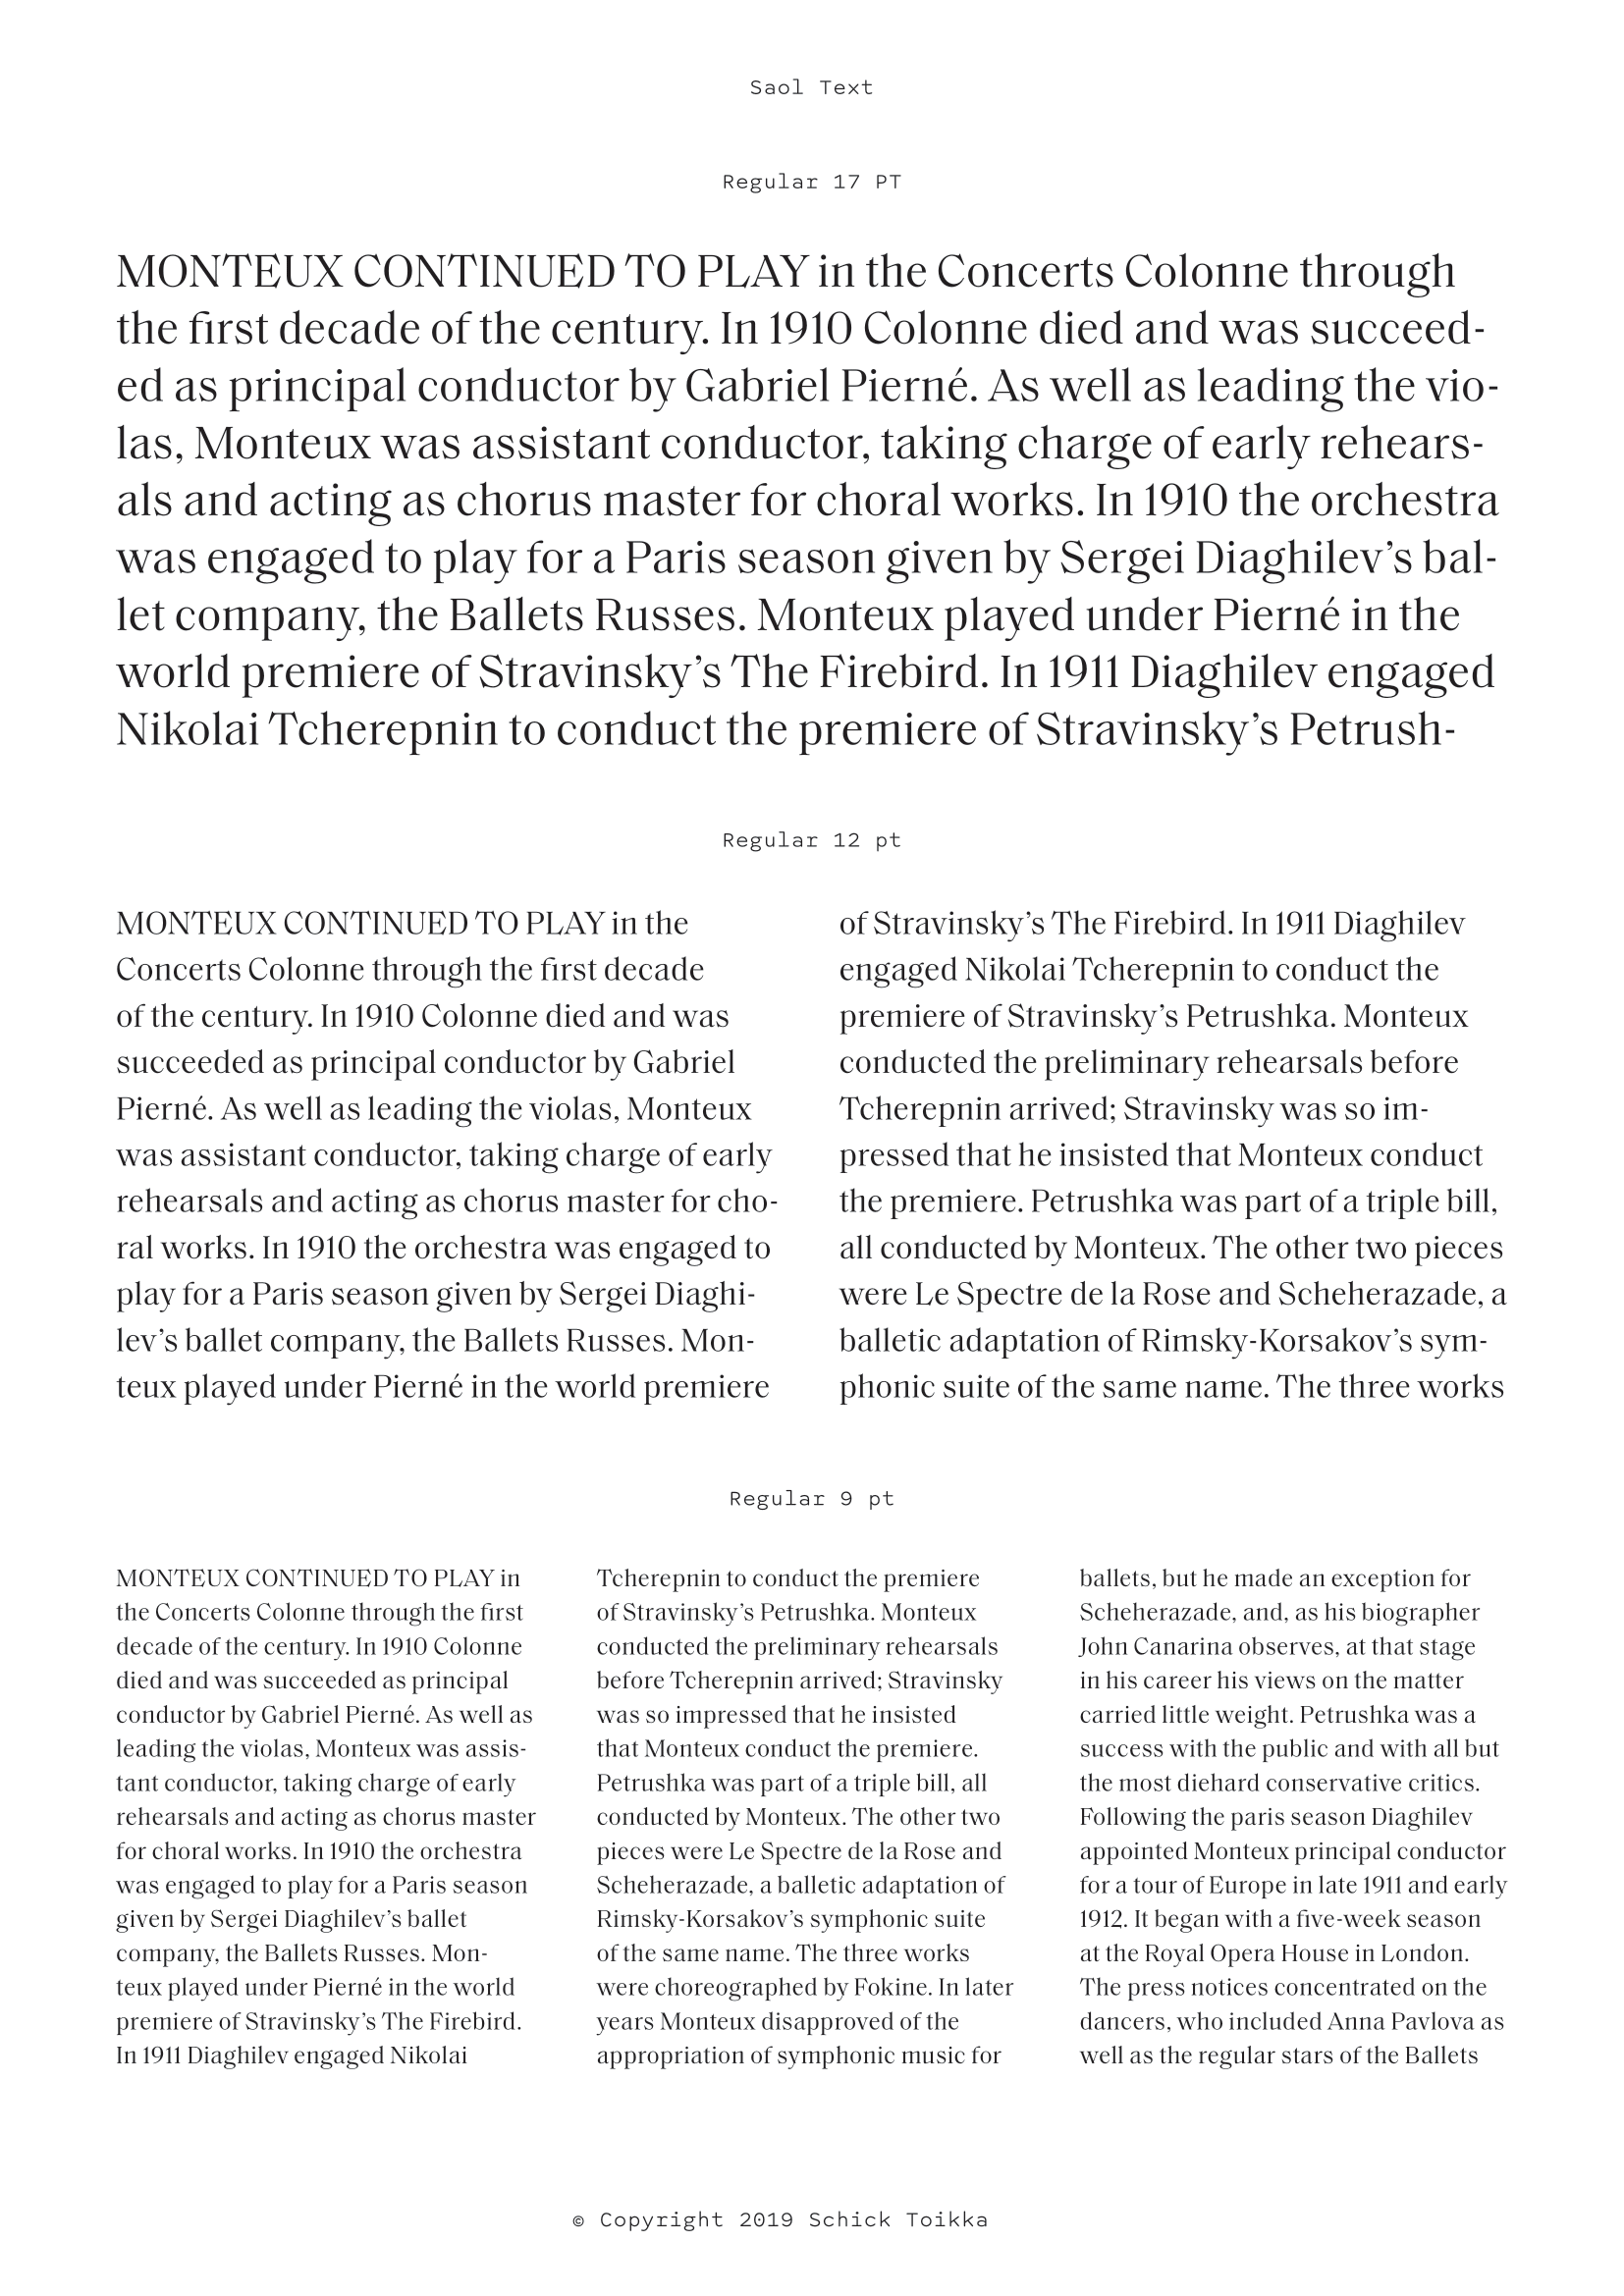 Saol Text
Regular 17 PT
MONTEUX CONTINUED TO PLAY in the Concerts Colonne through
the first decade of the century. In 1910 Colonne died and was succeed-
ed as principal conductor by Gabriel Pierné. As well as leading the vio-
las, Monteux was assistant conductor, taking charge of early rehears-
als and acting as chorus master for choral works. In 1910 the orchestra
was engaged to play for a Paris season given by Sergei Diaghilev’s bal-
let company, the Ballets Russes. Monteux played under Pierné in the
world premiere of Stravinsky’s The Firebird. In 1911 Diaghilev engaged
Nikolai Tcherepnin to conduct the premiere of Stravinsky’s Petrush-
Regular 12 pt
MONTEUX CONTINUED TO PLAY in the
Concerts Colonne through the first decade
of the century. In 1910 Colonne died and was
succeeded as principal conductor by Gabriel
Pierné. As well as leading the violas, Monteux
was assistant conductor, taking charge of early
rehearsals and acting as chorus master for cho-
ral works. In 1910 the orchestra was engaged to
play for a Paris season given by Sergei Diaghi-
lev’s ballet company, the Ballets Russes. Mon-
teux played under Pierné in the world premiere
of Stravinsky’s The Firebird. In 1911 Diaghilev
engaged Nikolai Tcherepnin to conduct the
premiere of Stravinsky’s Petrushka. Monteux
conducted the preliminary rehearsals before
Tcherepnin arrived; Stravinsky was so im-
pressed that he insisted that Monteux conduct
the premiere. Petrushka was part of a triple bill,
all conducted by Monteux. The other two pieces
were Le Spectre de la Rose and Scheherazade, a
balletic adaptation of Rimsky-Korsakov’s sym-
phonic suite of the same name. The three works
Regular 9 pt
MONTEUX CONTINUED TO PLAY in
the Concerts Colonne through the first
decade of the century. In 1910 Colonne
died and was succeeded as principal
conductor by Gabriel Pierné. As well as
leading the violas, Monteux was assis-
tant conductor, taking charge of early
rehearsals and acting as chorus master
for choral works. In 1910 the orchestra
was engaged to play for a Paris season
given by Sergei Diaghilev’s ballet
company, the Ballets Russes. Mon-
teux played under Pierné in the world
premiere of Stravinsky’s The Firebird.
In 1911 Diaghilev engaged Nikolai
Tcherepnin to conduct the premiere
of Stravinsky’s Petrushka. Monteux
conducted the preliminary rehearsals
before Tcherepnin arrived; Stravinsky
was so impressed that he insisted
that Monteux conduct the premiere.
Petrushka was part of a triple bill, all
conducted by Monteux. The other two
pieces were Le Spectre de la Rose and
Scheherazade, a balletic adaptation of
Rimsky-Korsakov’s symphonic suite
of the same name. The three works
were choreographed by Fokine. In later
years Monteux disapproved of the
appropriation of symphonic music for
ballets, but he made an exception for
Scheherazade, and, as his biographer
John Canarina observes, at that stage
in his career his views on the matter
carried little weight. Petrushka was a
success with the public and with all but
the most diehard conservative critics.
Following the paris season Diaghilev
appointed Monteux principal conductor
for a tour of Europe in late 1911 and early
1912. It began with a five-week season
at the Royal Opera House in London.
The press notices concentrated on the
dancers, who included Anna Pavlova as
well as the regular stars of the Ballets
© Copyright 2019 Schick Toikka